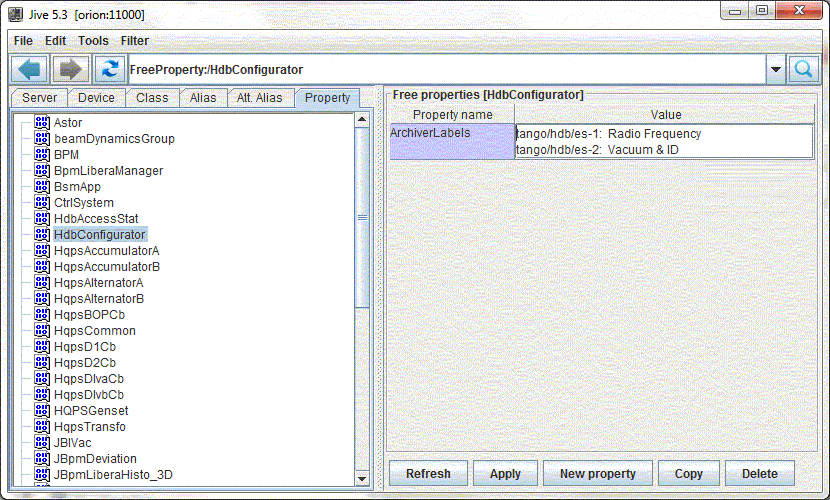 Jive 5.3 [orion:11000]
File Edit Tools Filter
FreeProperty:/HdbConfigurator
Server Device Class Alias Att. Alias Property
Astor
beamDynamicsGroup
BPM
BpmLiberaManager
BsmApp
CtrlSystem
HdbAccessStat
HdbConfigurator
HqpsAccumulatorA
HqpsAccumulatorB
HqpsAlternatorA
HqpsAlternatorB
HqpsBOPCb
HqpsCommon
HqpsD1Cb
HqpsD2Cb
HqpsDIvaCb
HqpsDIvbCb
HQPSGenset
HqpsTransfo
JBlVac
JBpmDeviation
JBpmLiberaHisto_3D
Free properties [HdbConfigurator]
Property name Value
ArchiverLabels tango/hdb/es-1: Radio Frequency
tango/hdb/es-2: Vacuum & ID
Refresh Apply New property Copy Delete